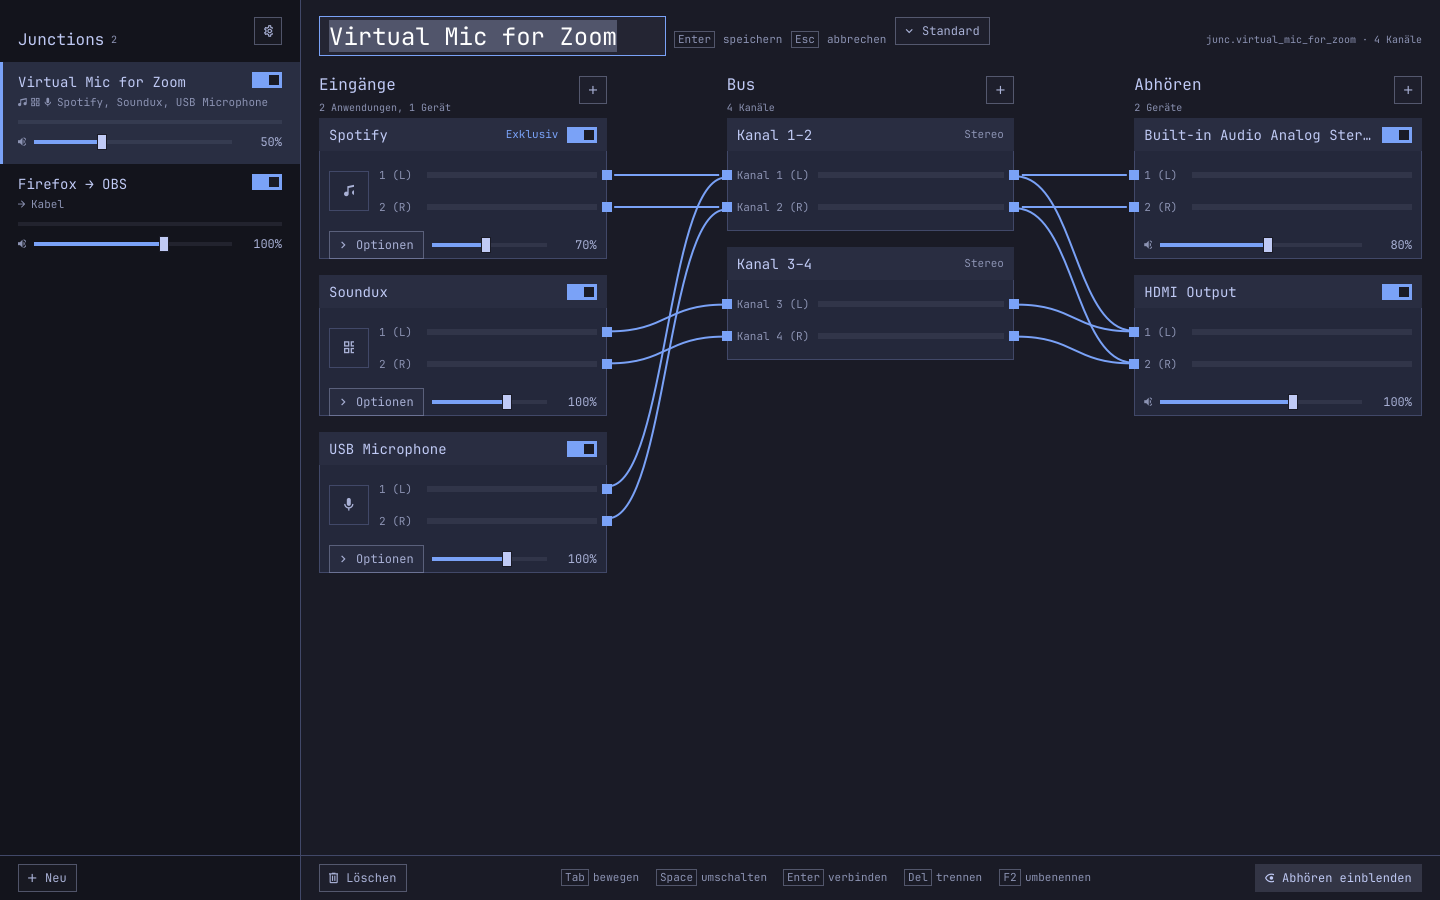 Junctions 2
Virtual Mic for Zoom
Spotify, Soundux, USB Microphone
50%
Firefox → OBS
→ Kabel
100%
+ Neu
Virtual Mic for Zoom
Enter speichern Esc abbrechen
Standard
junc.virtual_mic_for_zoom · 4 Kanäle
Eingänge
2 Anwendungen, 1 Gerät
Spotify Exklusiv
1 (L)
2 (R)
Optionen 70%
Soundux
1 (L)
2 (R)
Optionen 100%
USB Microphone
1 (L)
2 (R)
Optionen 100%
Bus
4 Kanäle
Kanal 1–2 Stereo
Kanal 1 (L)
Kanal 2 (R)
Kanal 3–4 Stereo
Kanal 3 (L)
Kanal 4 (R)
Abhören
2 Geräte
Built-in Audio Analog Ster…
1 (L)
2 (R)
80%
HDMI Output
1 (L)
2 (R)
100%
Löschen
Tab bewegen Space umschalten Enter verbinden Del trennen F2 umbenennen
Abhören einblenden